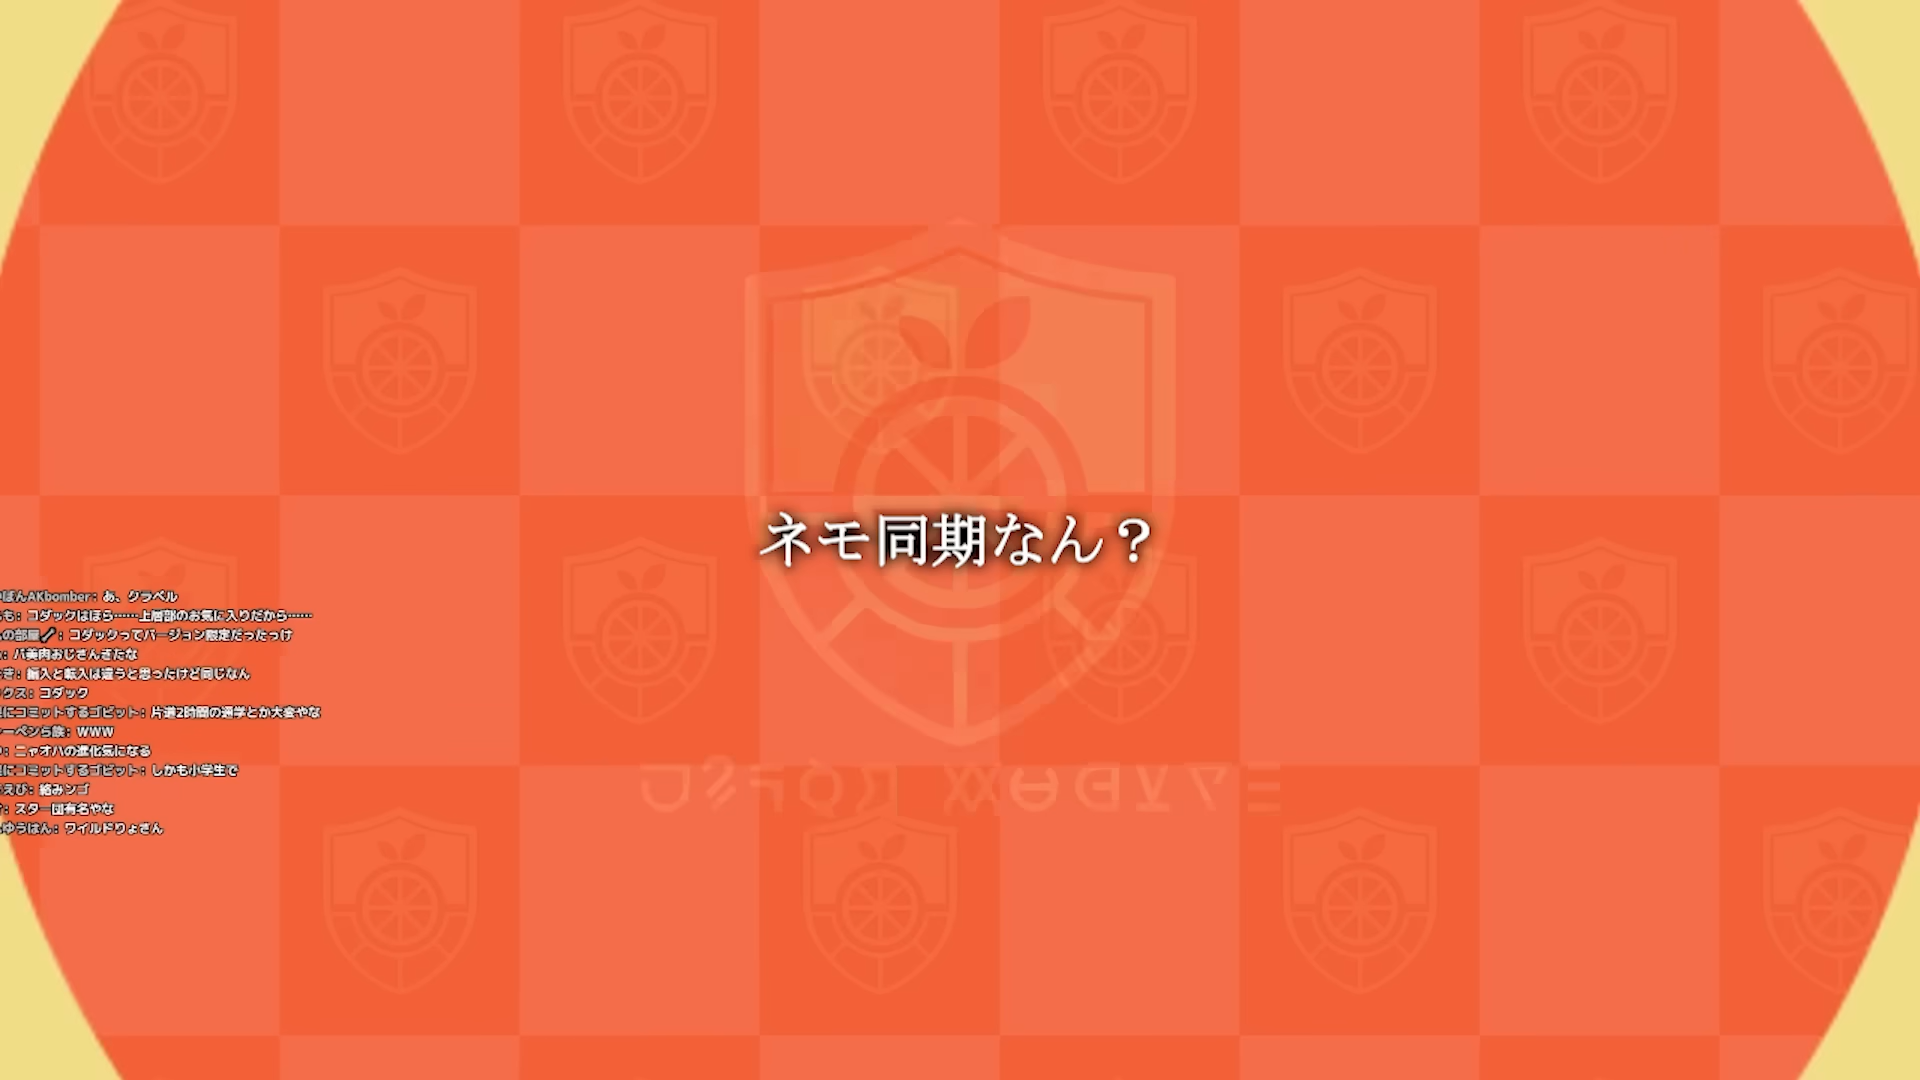 ネモ同期なん？
ぽんAKbomber: あ、クラベル
も: コダックはほら……上層部のお気に入りだから……
の部屋🦴: コダックってバージョン限定だったっけ
: バ美肉おじさんきたな
き: 編入と転入は違うと思ったけど同じなん
クス: コダック
にコミットするゴビット: 片道2時間の通学とか大変やな
ーペンち鉄: WWW
: ニャオハの進化気になる
にコミットするゴビット: しかも小学生で
えび: 絡みンゴ
: スター団有名やな
ゆうはん: ワイルドりょさん